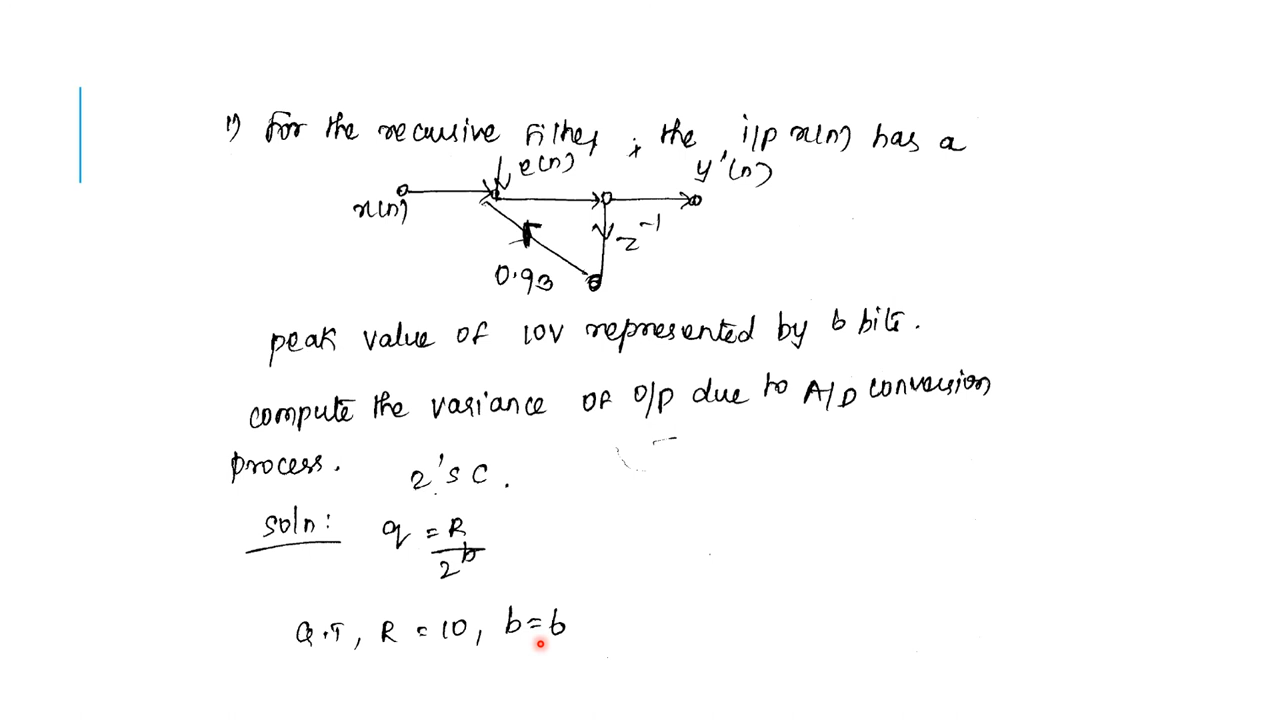 1) For the recursive Filter, the i/p x(n) has a
e(n) y'(n)
x(n)
z^-1
0.93
peak value of 10V represented by 6 bits.
compute the variance of o/p due to A/D conversion
process. 2's C.
Soln: q = R / 2^b
G.T, R = 10, b = 6